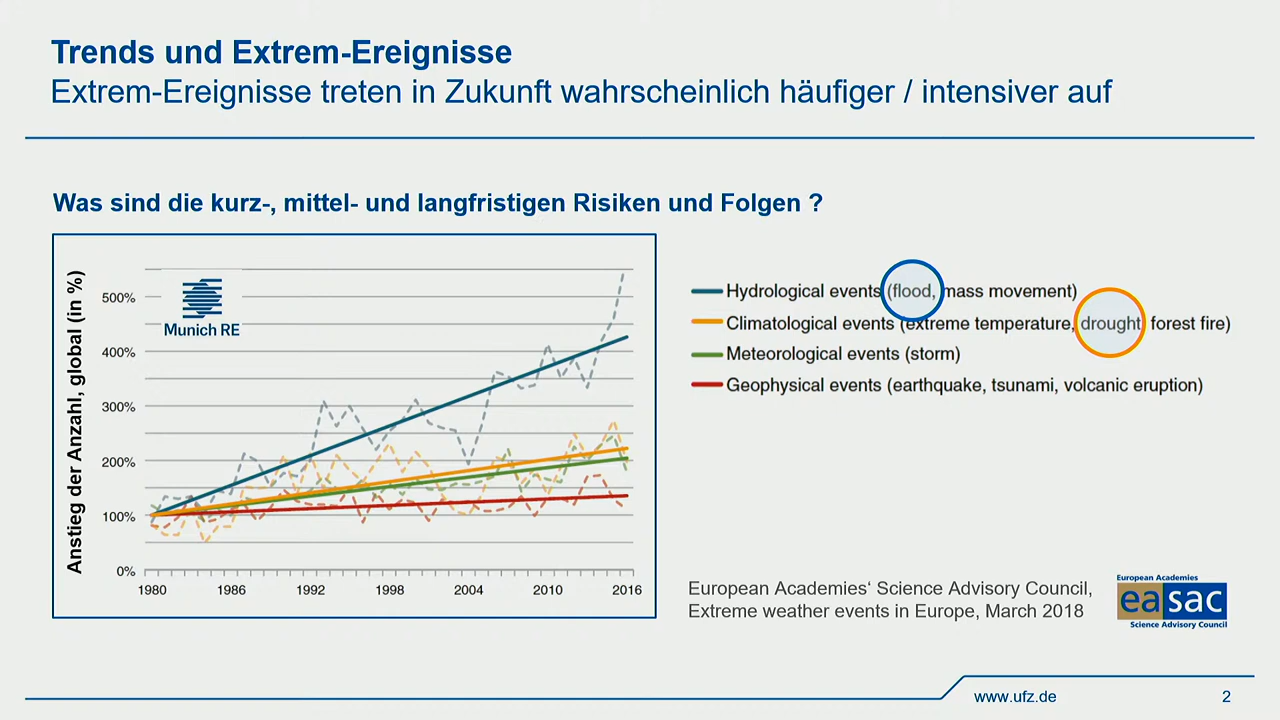 Trends und Extrem-Ereignisse
Extrem-Ereignisse treten in Zukunft wahrscheinlich häufiger / intensiver auf
Was sind die kurz-, mittel- und langfristigen Risiken und Folgen ?
Anstieg der Anzahl, global (in %)
Munich RE
500%
400%
300%
200%
100%
0%
1980 1986 1992 1998 2004 2010 2016
Hydrological events (flood, mass movement)
Climatological events (extreme temperature, drought, forest fire)
Meteorological events (storm)
Geophysical events (earthquake, tsunami, volcanic eruption)
European Academies‘ Science Advisory Council,
Extreme weather events in Europe, March 2018
European Academies
easac
Science Advisory Council
www.ufz.de
2